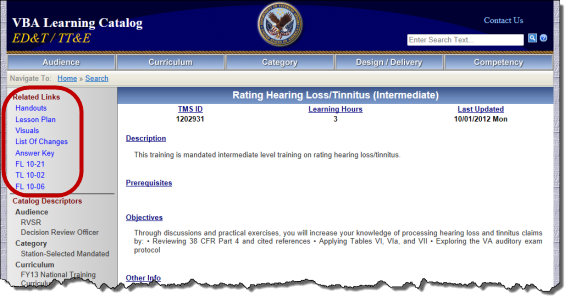 VBA Learning Catalog
ED&T / TT&E
Contact Us
Enter Search Text...
Audience
Curriculum
Category
Design / Delivery
Competency
Navigate To: Home » Search
Related Links
Handouts
Lesson Plan
Visuals
List Of Changes
Answer Key
FL 10-21
TL 10-02
FL 10-06
Catalog Descriptors
Audience
RVSR
Decision Review Officer
Category
Station-Selected Mandated
Curriculum
FY13 National Training
Curriculum
Rating Hearing Loss/Tinnitus (Intermediate)
TMS ID
Learning Hours
Last Updated
1202931
3
10/01/2012 Mon
Description
This training is mandated intermediate level training on rating hearing loss/tinnitus.
Prerequisites
Objectives
Through discussions and practical exercises, you will increase your knowledge of processing hearing loss and tinnitus claims
by: • Reviewing 38 CFR Part 4 and cited references • Applying Tables VI, VIa, and VII • Exploring the VA auditory exam
protocol
Other Info